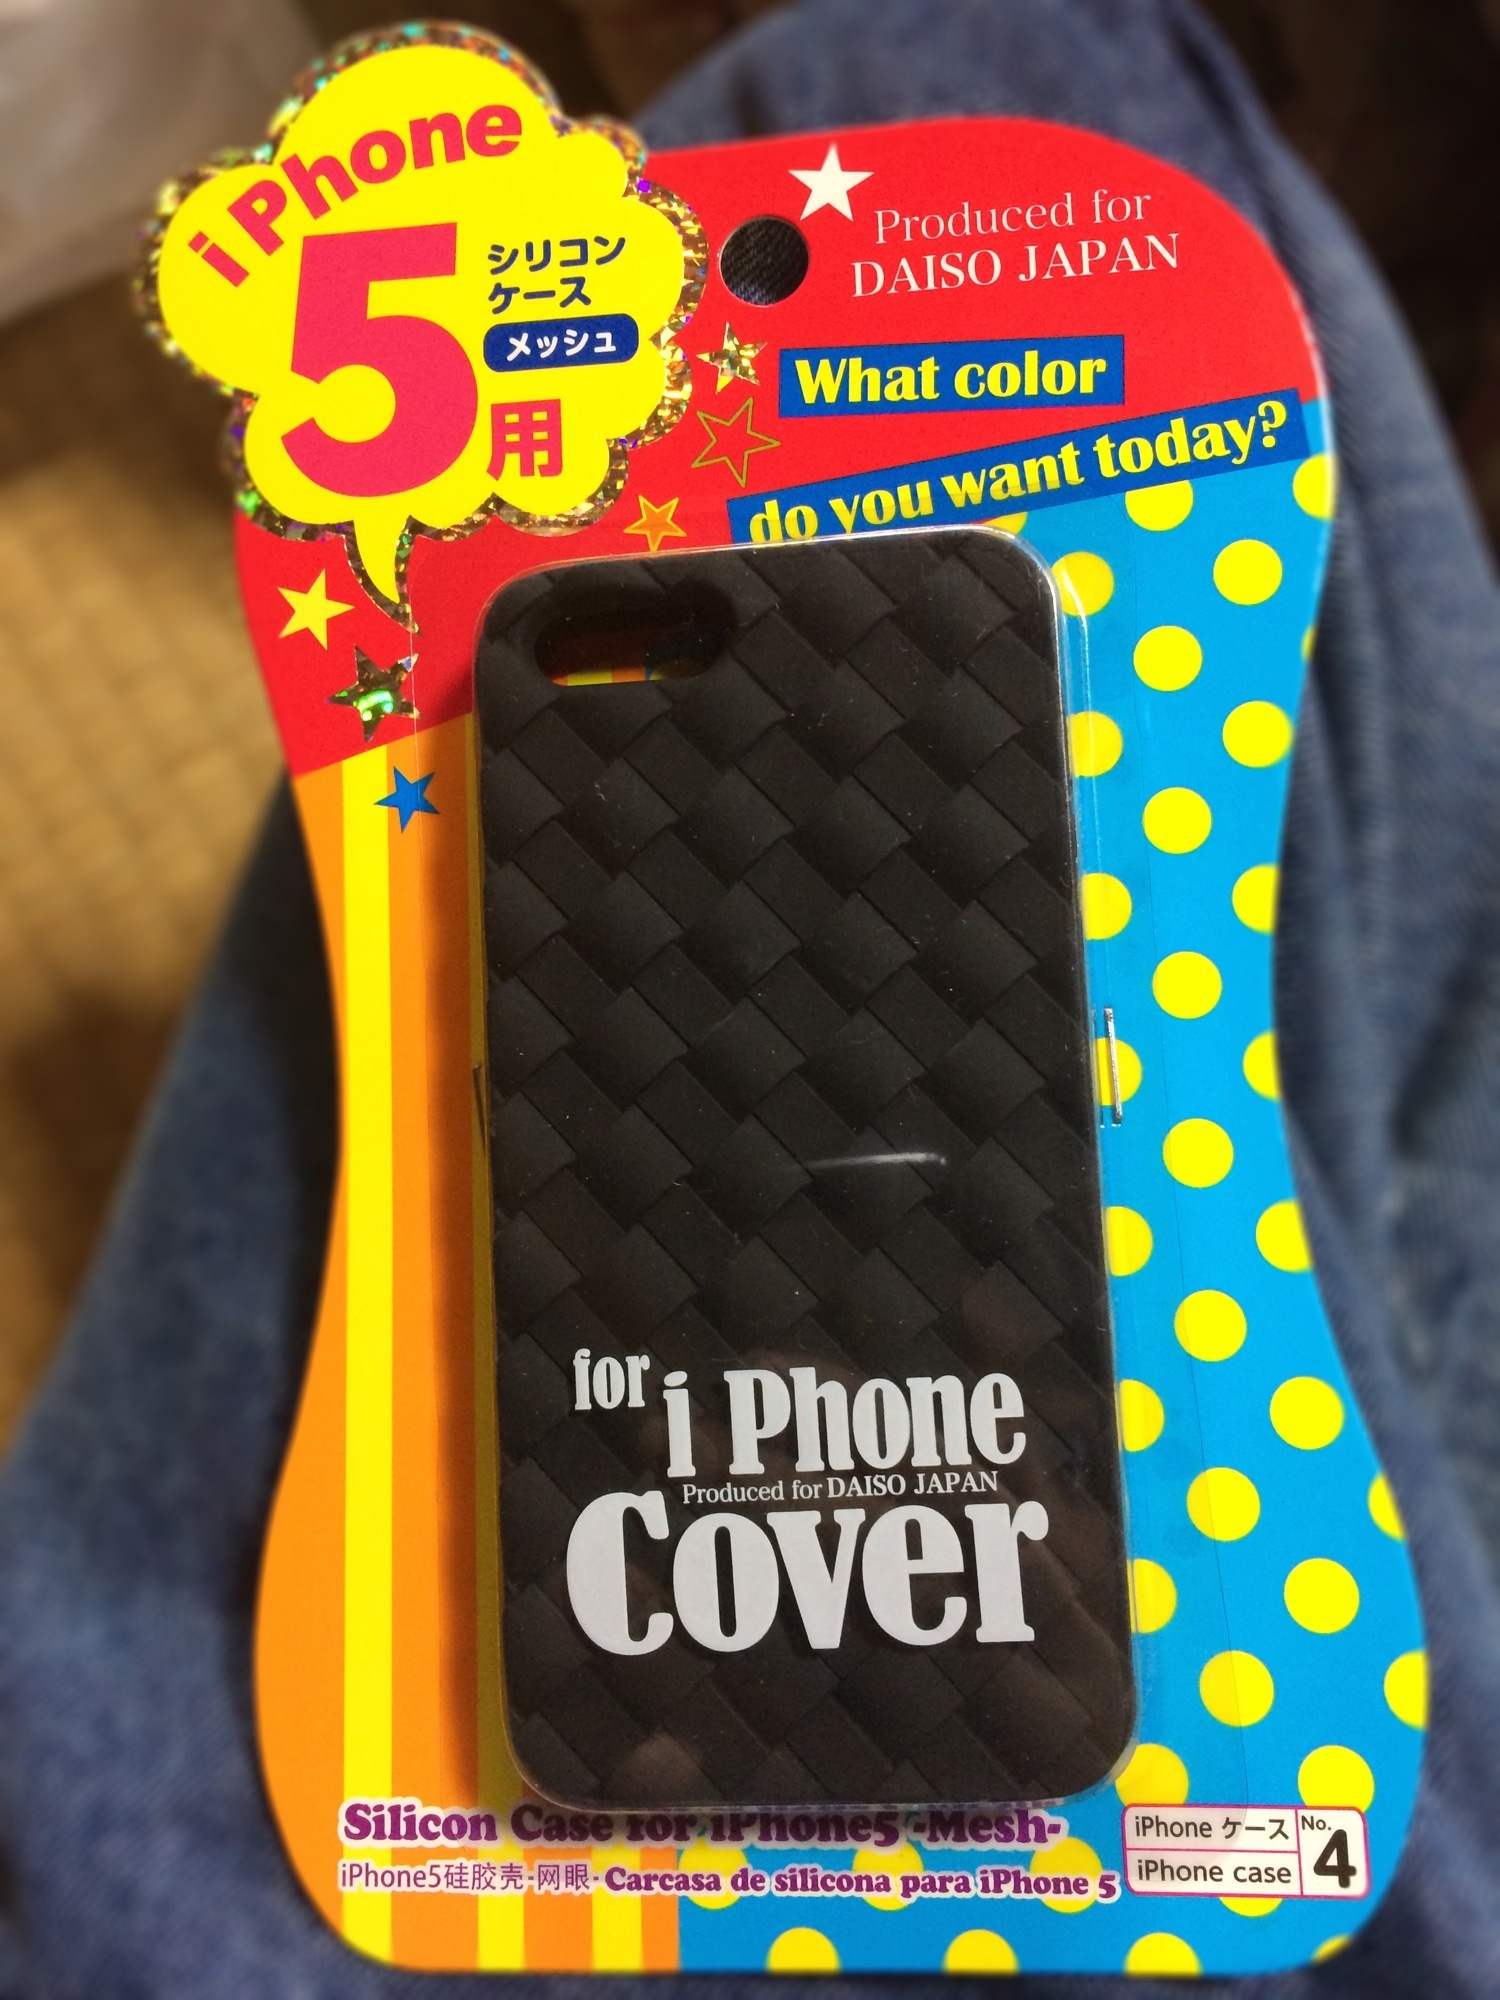 iPhone
5
シリコン
ケース
メッシュ
用
Produced for
DAISO JAPAN
What color
do you want today?
for
i Phone
Produced for DAISO JAPAN
Cover
Silicon Case for iPhone5 -Mesh-
iPhone5硅胶壳-网眼- Carcasa de silicona para iPhone 5
iPhone ケース
iPhone case
No.
4